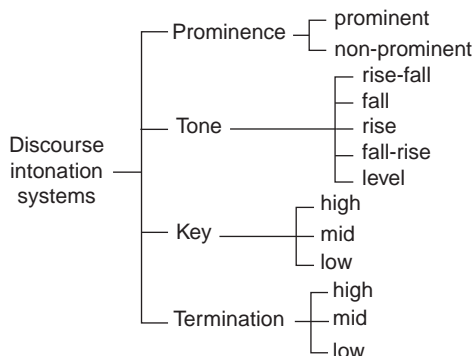 Discourse
intonation
systems
Prominence
prominent
non-prominent
Tone
rise-fall
fall
rise
fall-rise
level
Key
high
mid
low
Termination
high
mid
low